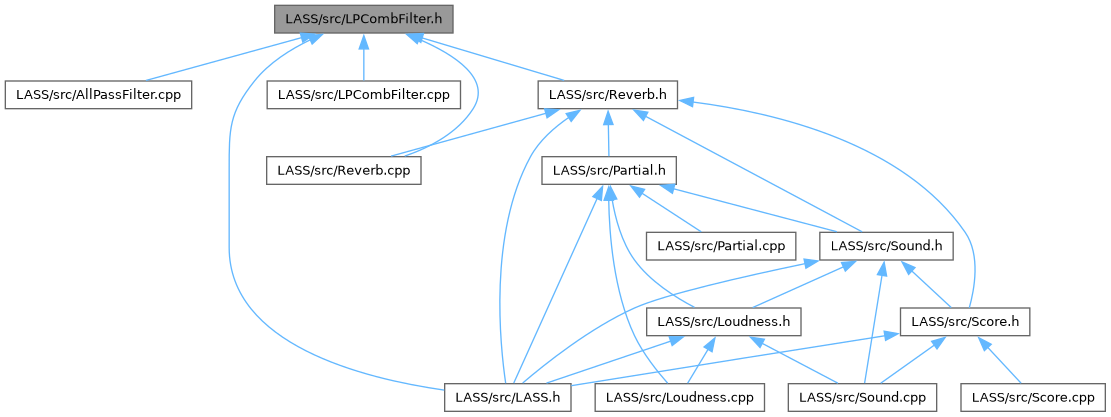 LASS/src/LPCombFilter.h
LASS/src/AllPassFilter.cpp
LASS/src/LPCombFilter.cpp
LASS/src/Reverb.h
LASS/src/Reverb.cpp
LASS/src/Partial.h
LASS/src/Partial.cpp
LASS/src/Sound.h
LASS/src/Loudness.h
LASS/src/Score.h
LASS/src/LASS.h
LASS/src/Loudness.cpp
LASS/src/Sound.cpp
LASS/src/Score.cpp